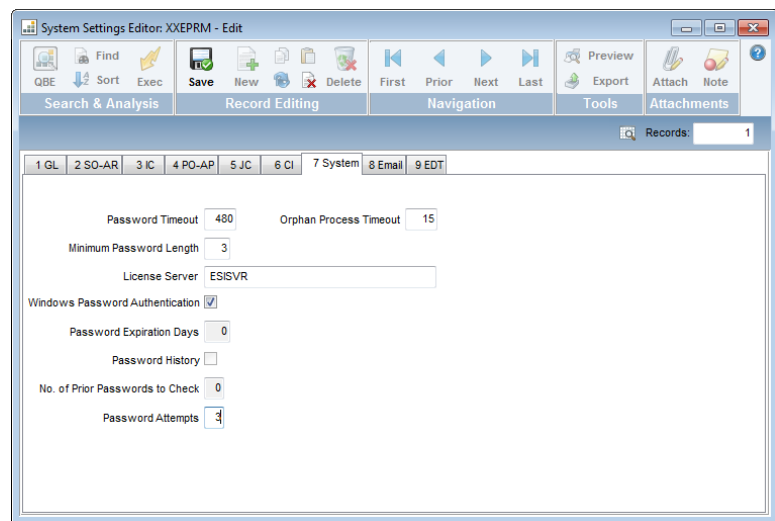 System Settings Editor: XXEPRM - Edit
Find Preview
QBE Sort Exec Save New Delete First Prior Next Last Export Attach Note
Search & Analysis Record Editing Navigation Tools Attachments
Records: 1
1 GL 2 SO-AR 3 IC 4 PO-AP 5 JC 6 CI 7 System 8 Email 9 EDT
Password Timeout 480 Orphan Process Timeout 15
Minimum Password Length 3
License Server ESISVR
Windows Password Authentication
Password Expiration Days 0
Password History
No. of Prior Passwords to Check 0
Password Attempts 3